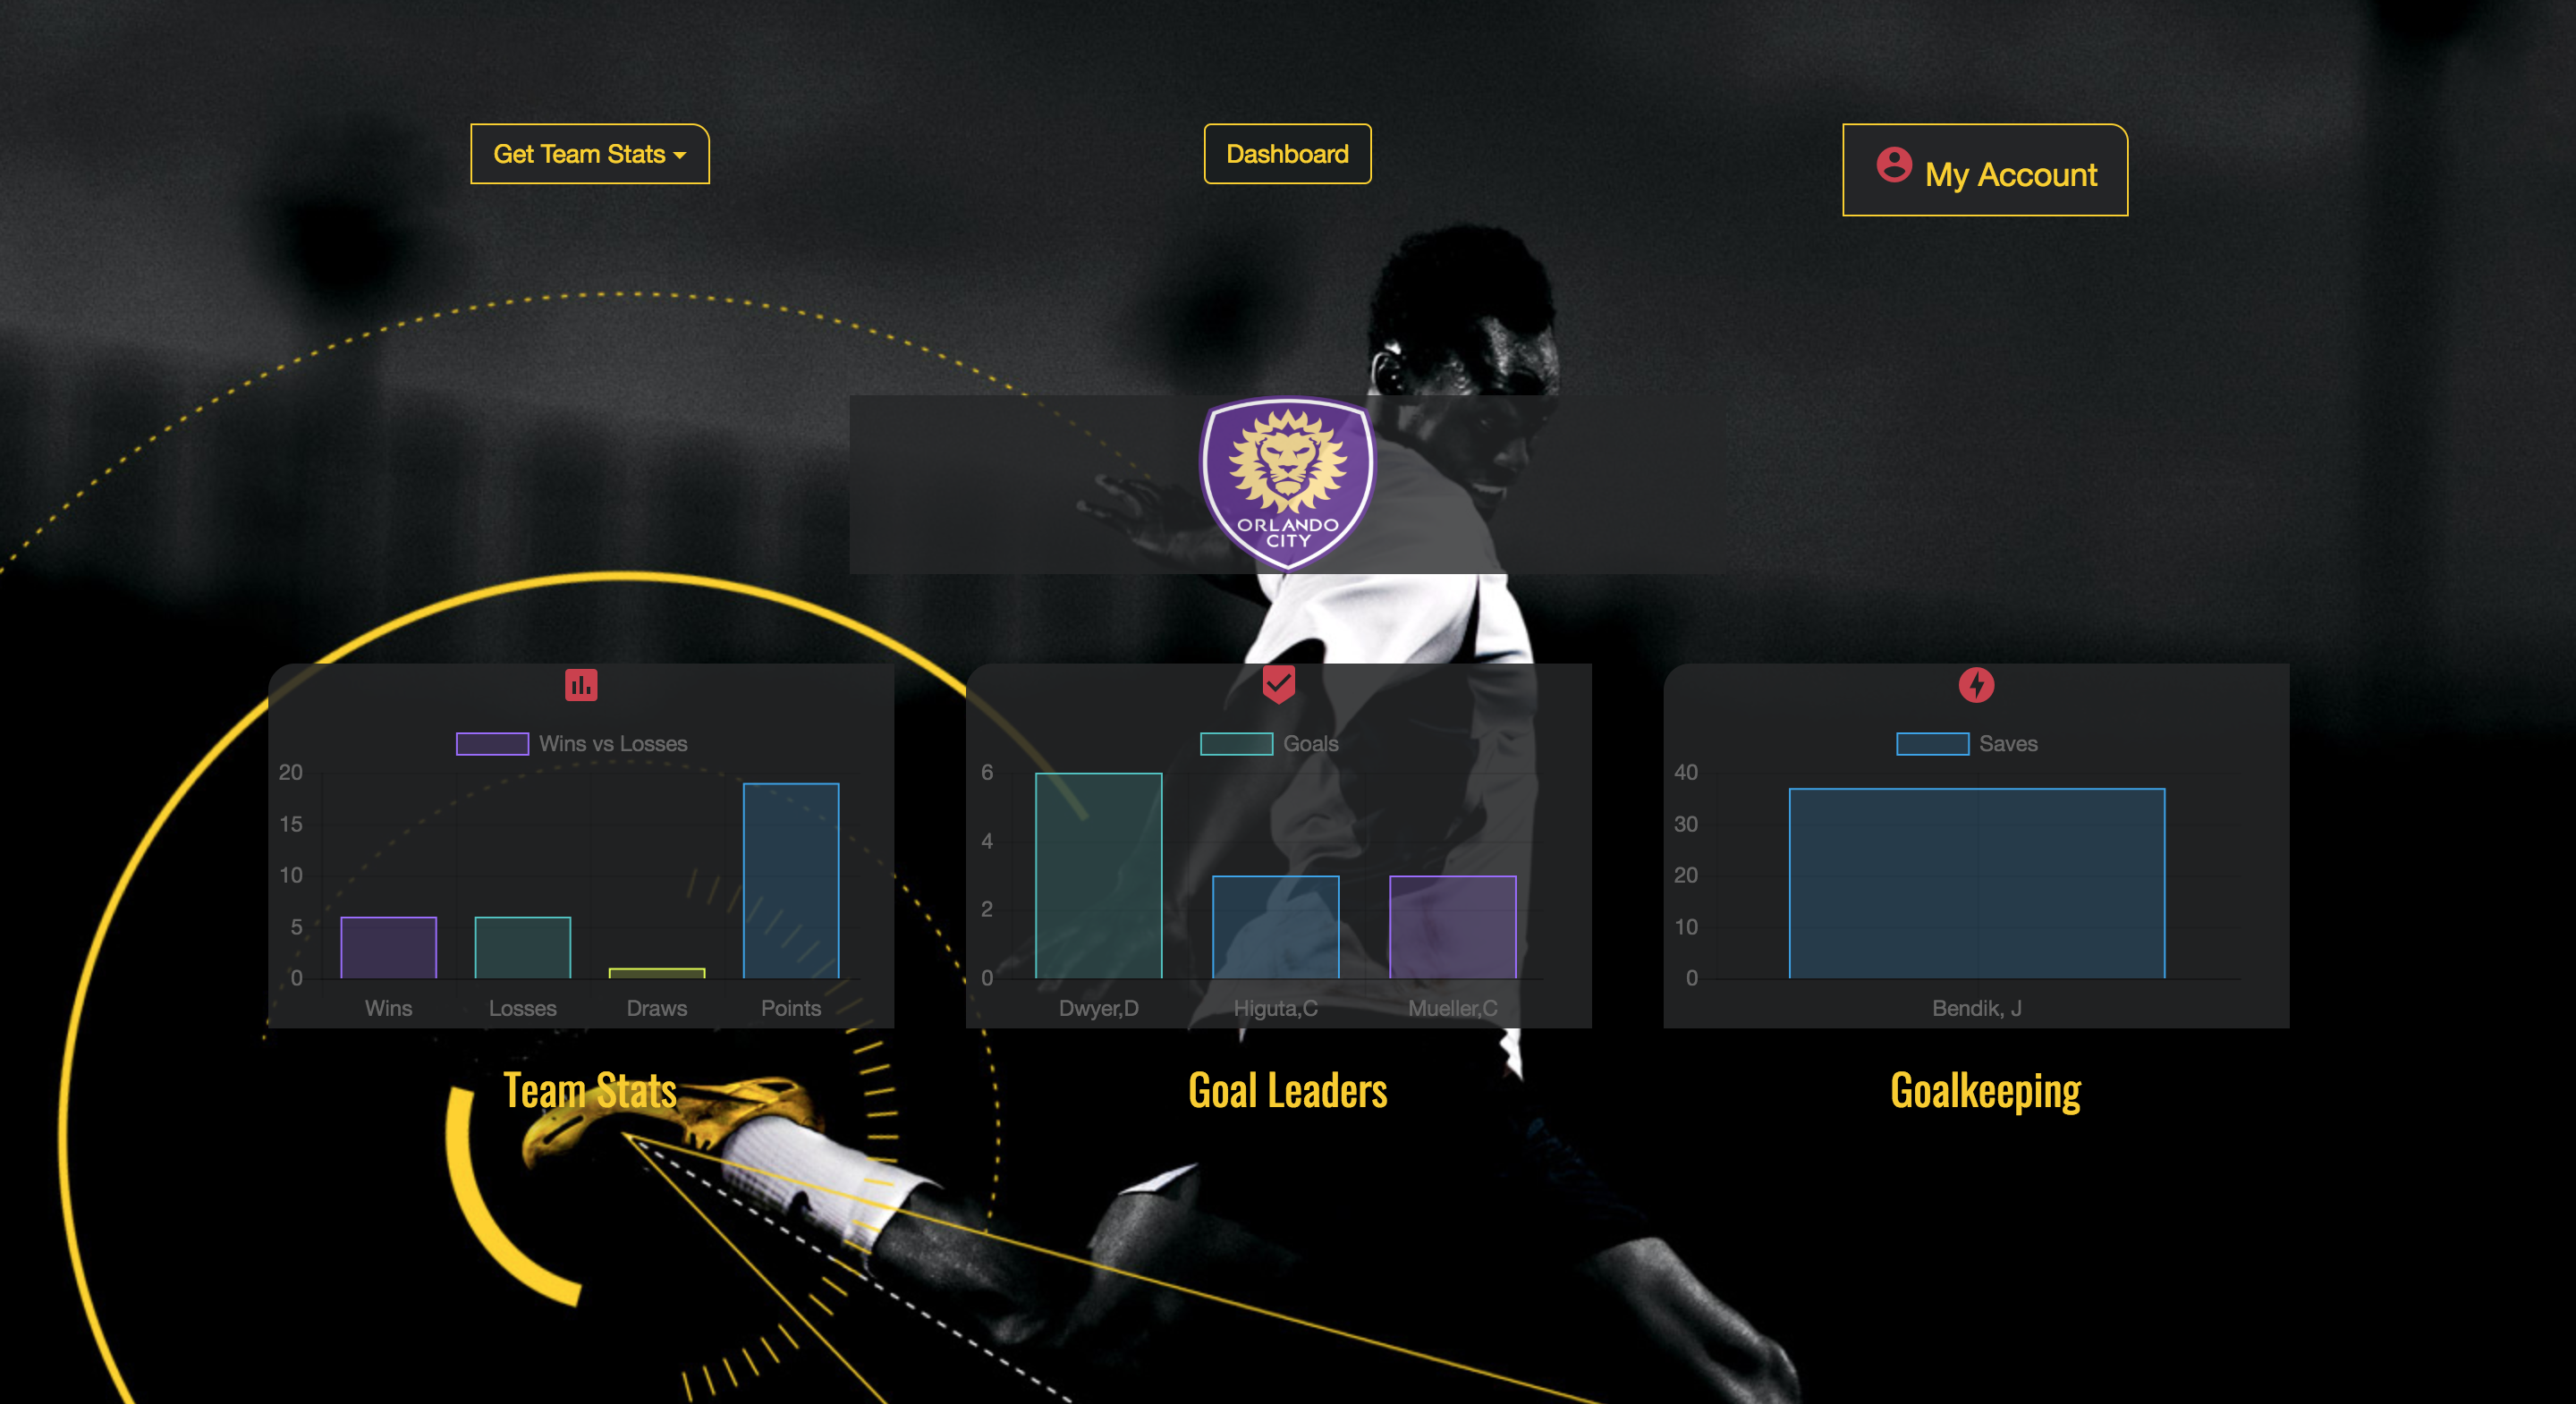 Get Team Stats
Dashboard
My Account
ORLANDO
CITY
Wins vs Losses
20
15
10
5
0
Wins Losses Draws Points
Team Stats
Goals
6
4
2
0
Dwyer,D Higuta,C Mueller,C
Goal Leaders
Saves
40
30
20
10
0
Bendik, J
Goalkeeping